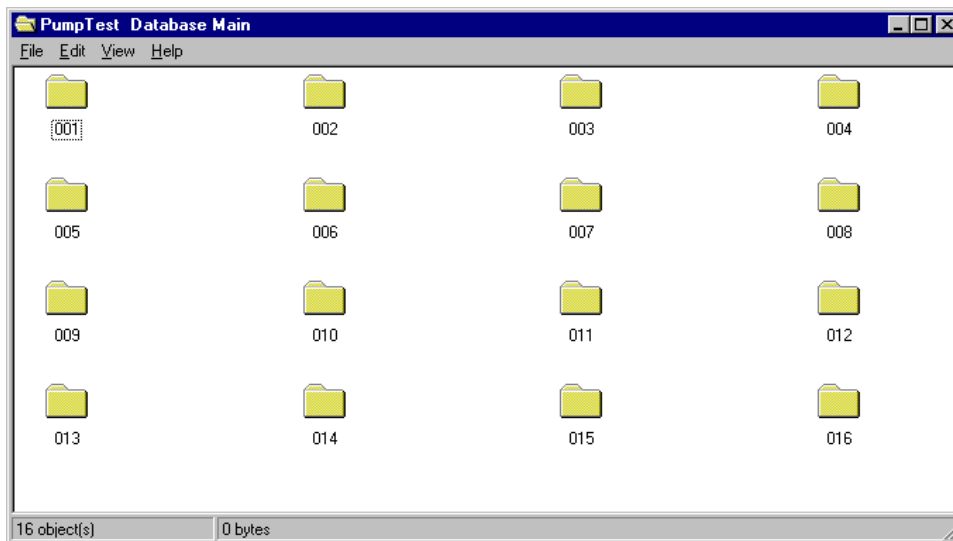 PumpTest Database Main
File Edit View Help
001 002 003 004
005 006 007 008
009 010 011 012
013 014 015 016
16 object(s) 0 bytes